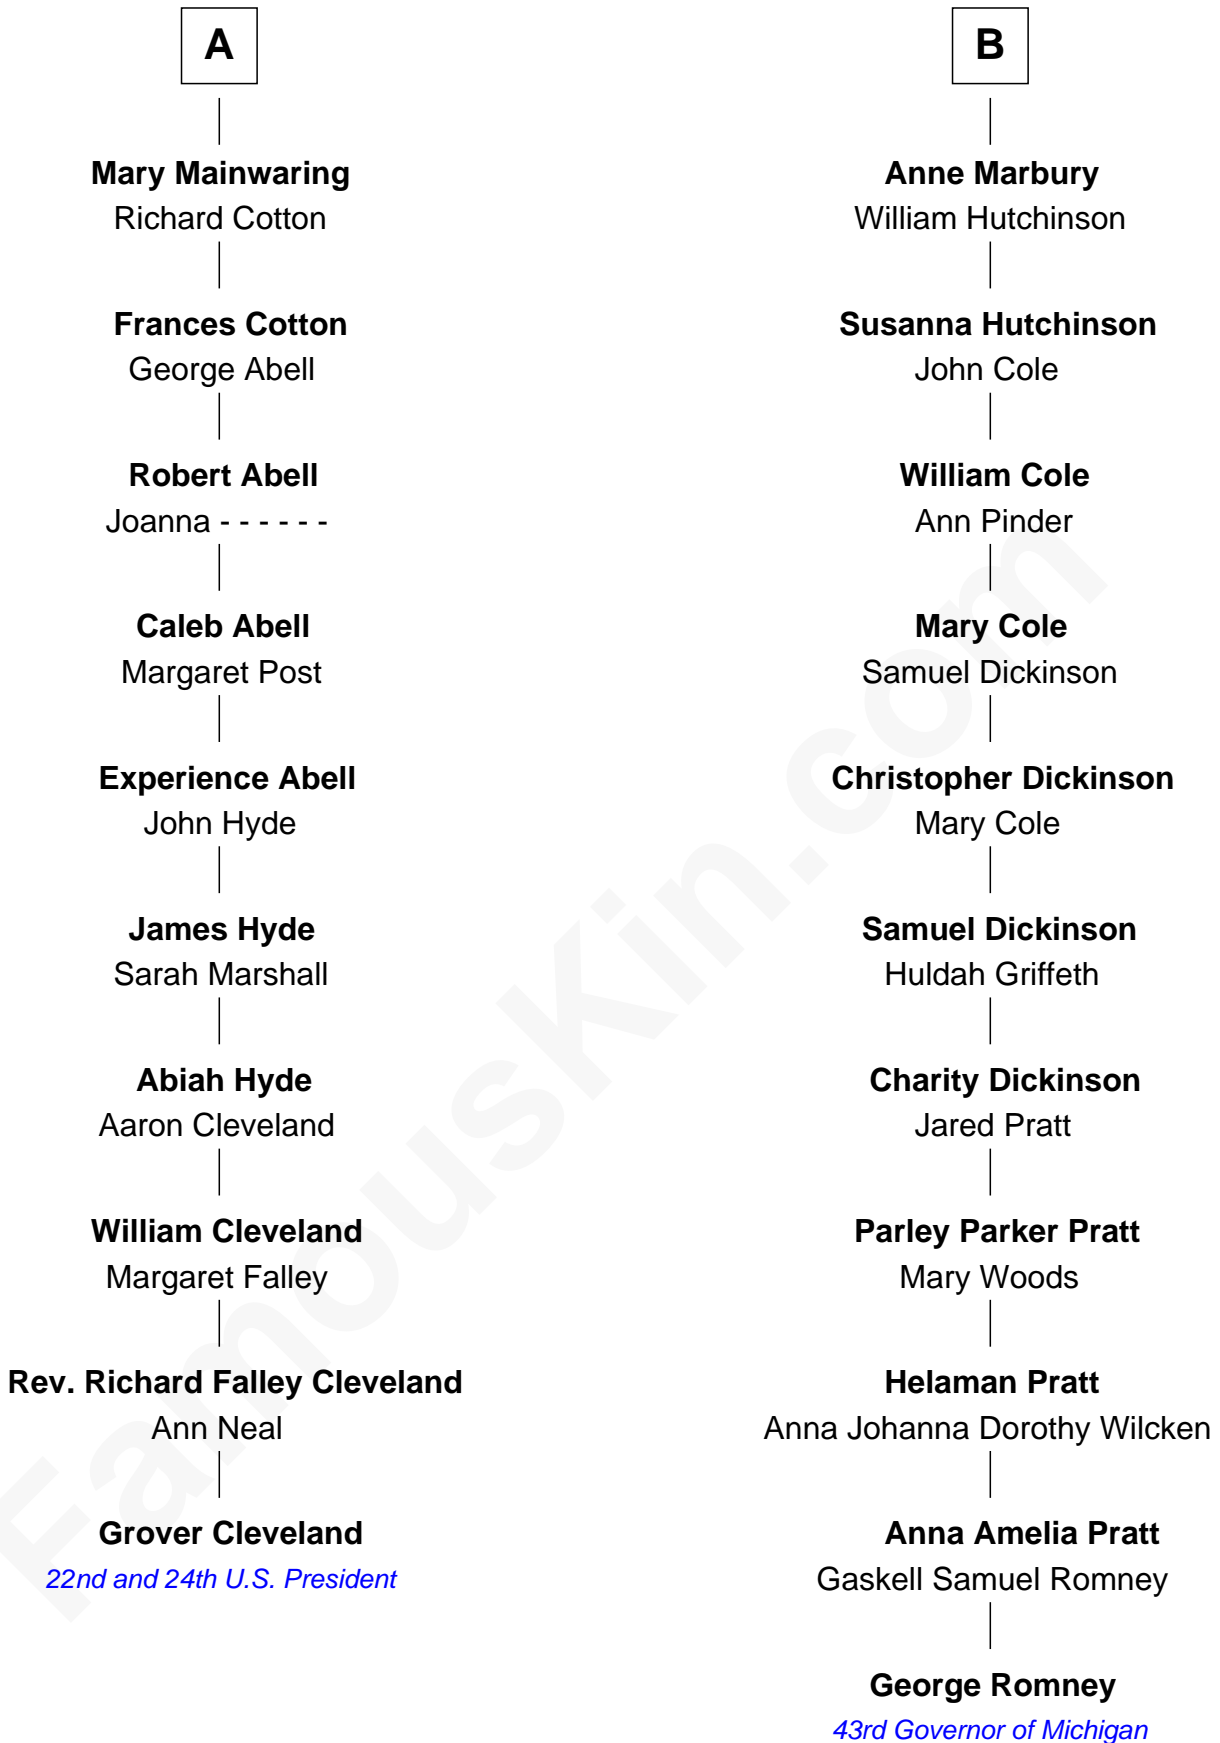 A
Mary Mainwaring
Richard Cotton
Frances Cotton
George Abell
Robert Abell
Joanna - - - - - -
Caleb Abell
Margaret Post
Experience Abell
John Hyde
James Hyde
Sarah Marshall
Abiah Hyde
Aaron Cleveland
William Cleveland
Margaret Falley
Rev. Richard Falley Cleveland
Ann Neal
Grover Cleveland
22nd and 24th U.S. President
B
Anne Marbury
William Hutchinson
Susanna Hutchinson
John Cole
William Cole
Ann Pinder
Mary Cole
Samuel Dickinson
Christopher Dickinson
Mary Cole
Samuel Dickinson
Huldah Griffeth
Charity Dickinson
Jared Pratt
Parley Parker Pratt
Mary Woods
Helaman Pratt
Anna Johanna Dorothy Wilcken
Anna Amelia Pratt
Gaskell Samuel Romney
George Romney
43rd Governor of Michigan
FamousKin.com